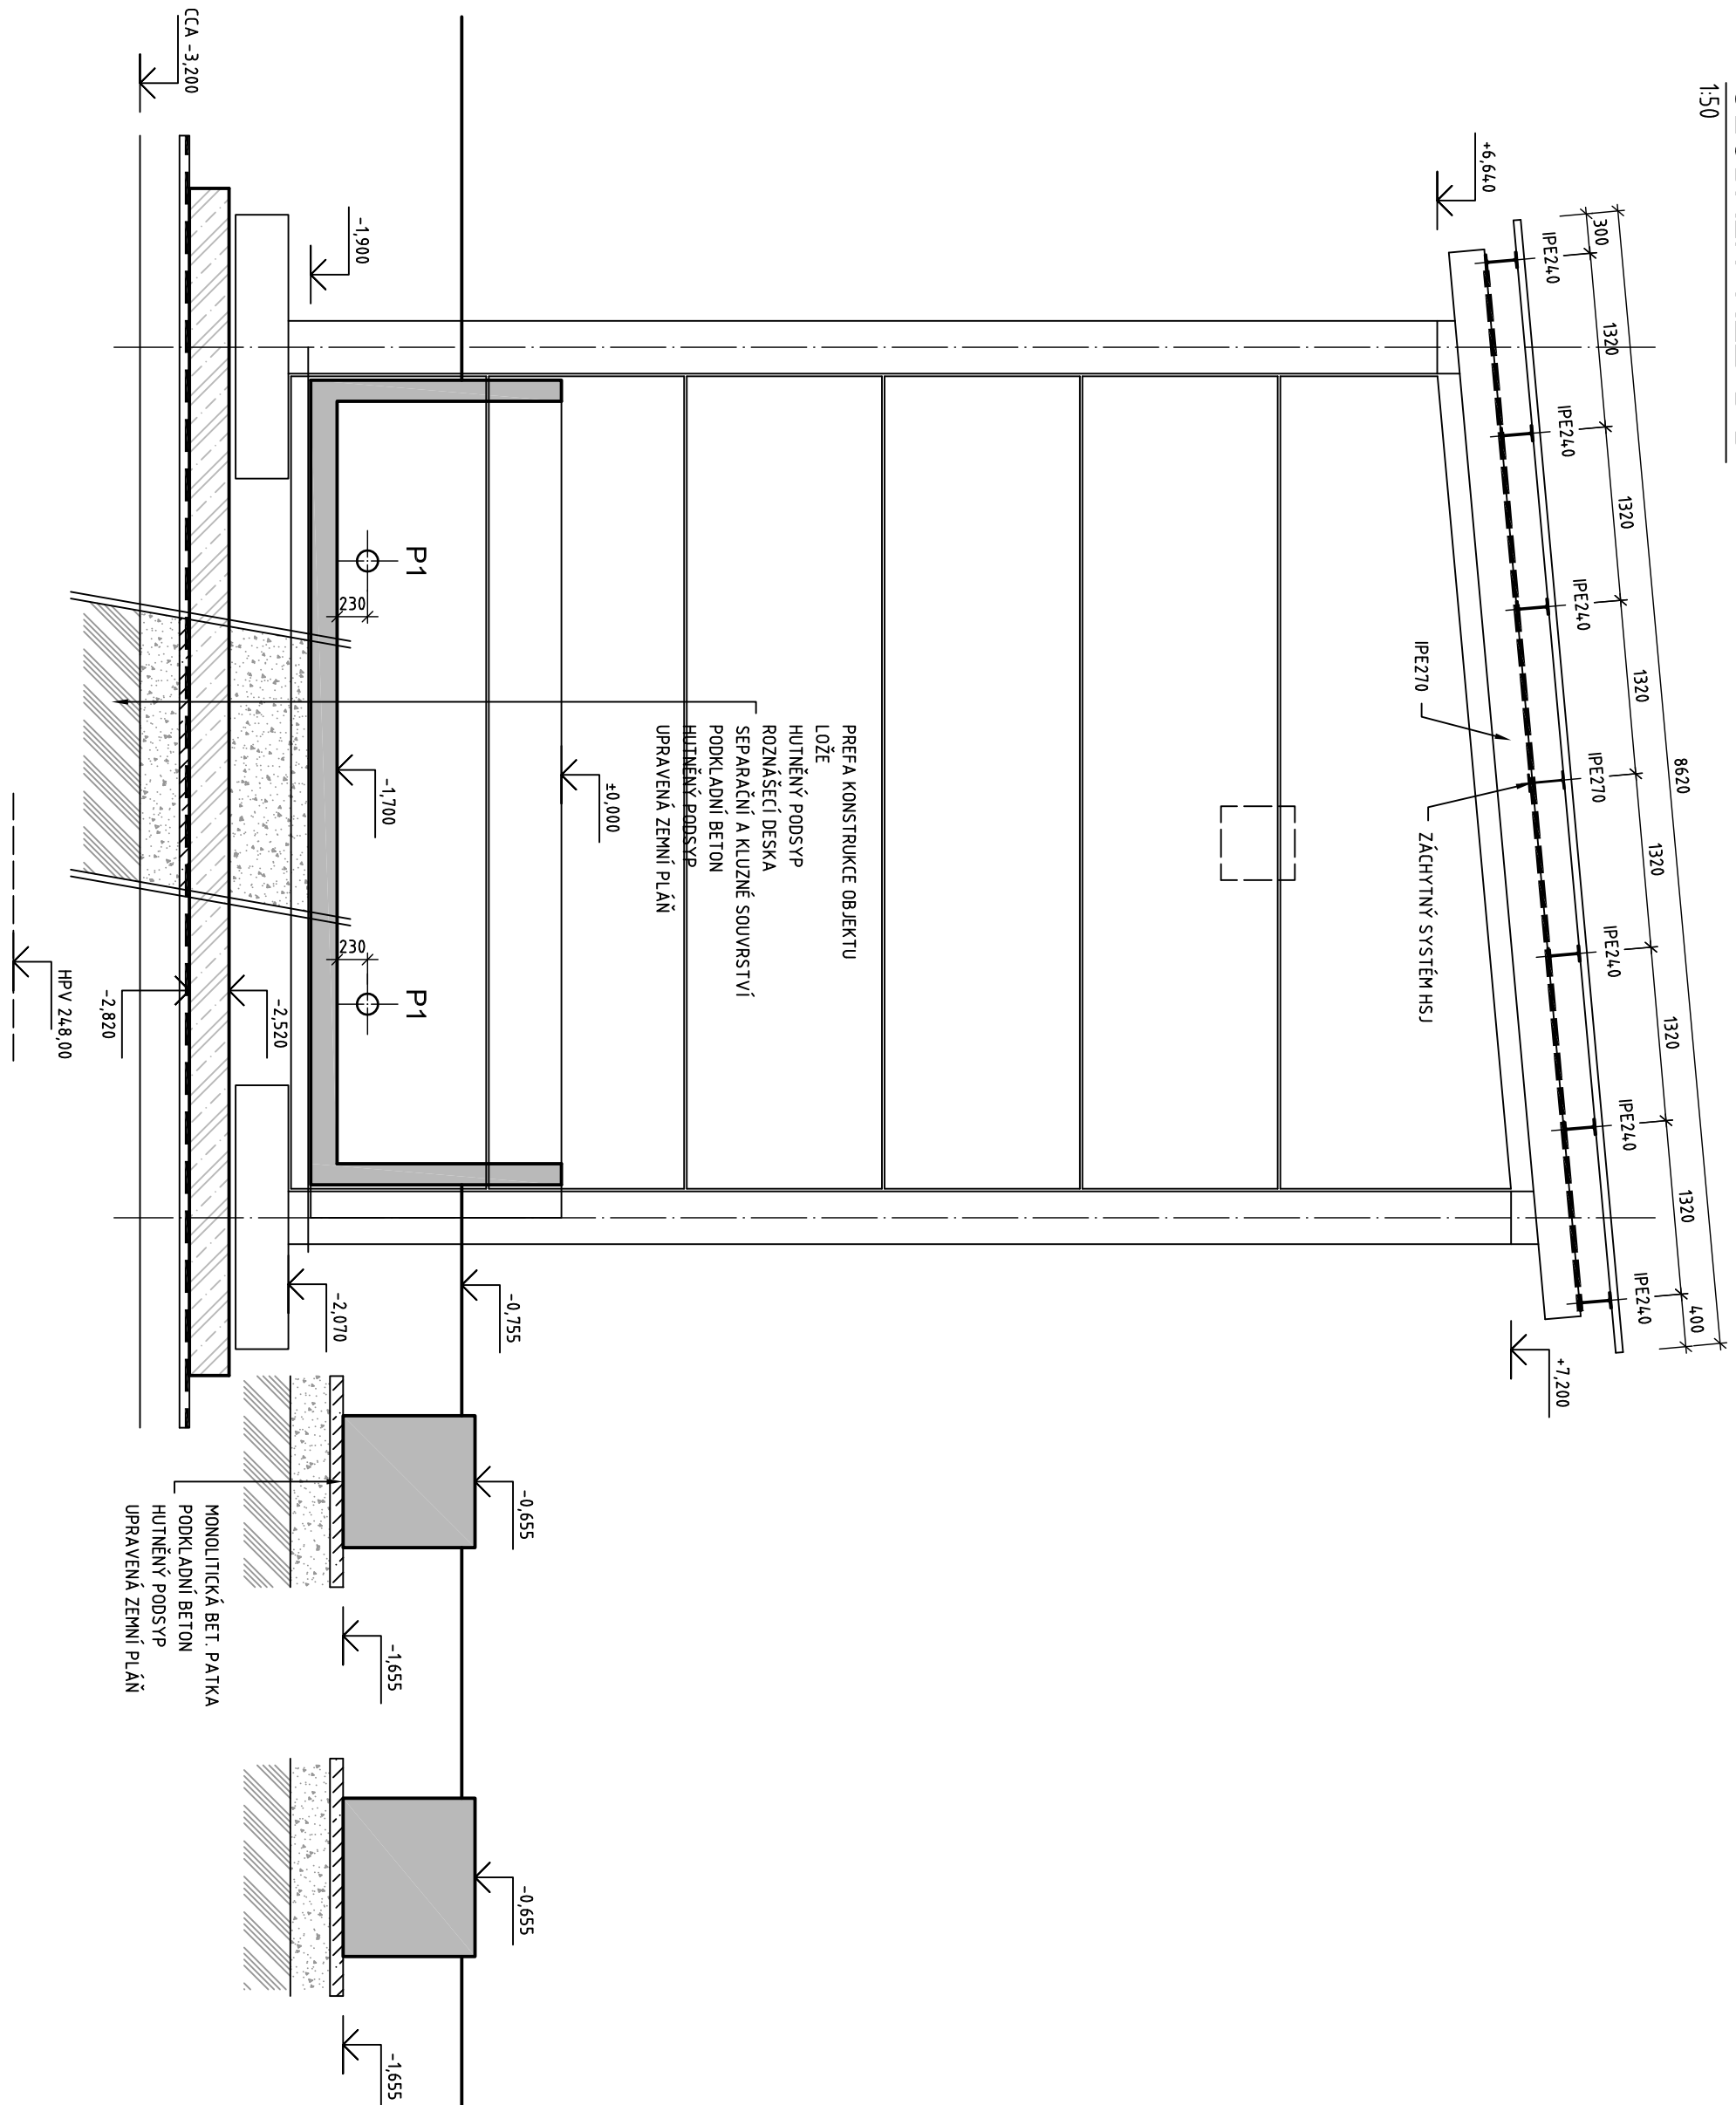 1:50
8620
300
1320
1320
1320
1320
1320
1320
400
IPE240
IPE240
IPE240
IPE270
IPE240
IPE240
IPE240
+6,640
+7,200
IPE270
ZÁCHYTNÝ SYSTÉM HSJ
PREFA KONSTRUKCE OBJEKTU
LOŽE
HUTNĚNÝ PODSYP
ROZNÁŠECÍ DESKA
SEPARAČNÍ A KLUZNÉ SOUVRSTVÍ
PODKLADNÍ BETON
HUTNĚNÝ PODSYP
UPRAVENÁ ZEMNÍ PLÁŇ
±0,000
-0,655
-0,655
-0,755
P1
P1
230
230
-1,700
-1,900
-1,655
-1,655
-2,070
-2,520
-2,820
CCA -3,200
MONOLITICKÁ BET. PATKA
PODKLADNÍ BETON
HUTNĚNÝ PODSYP
UPRAVENÁ ZEMNÍ PLÁŇ
HPV 248,00